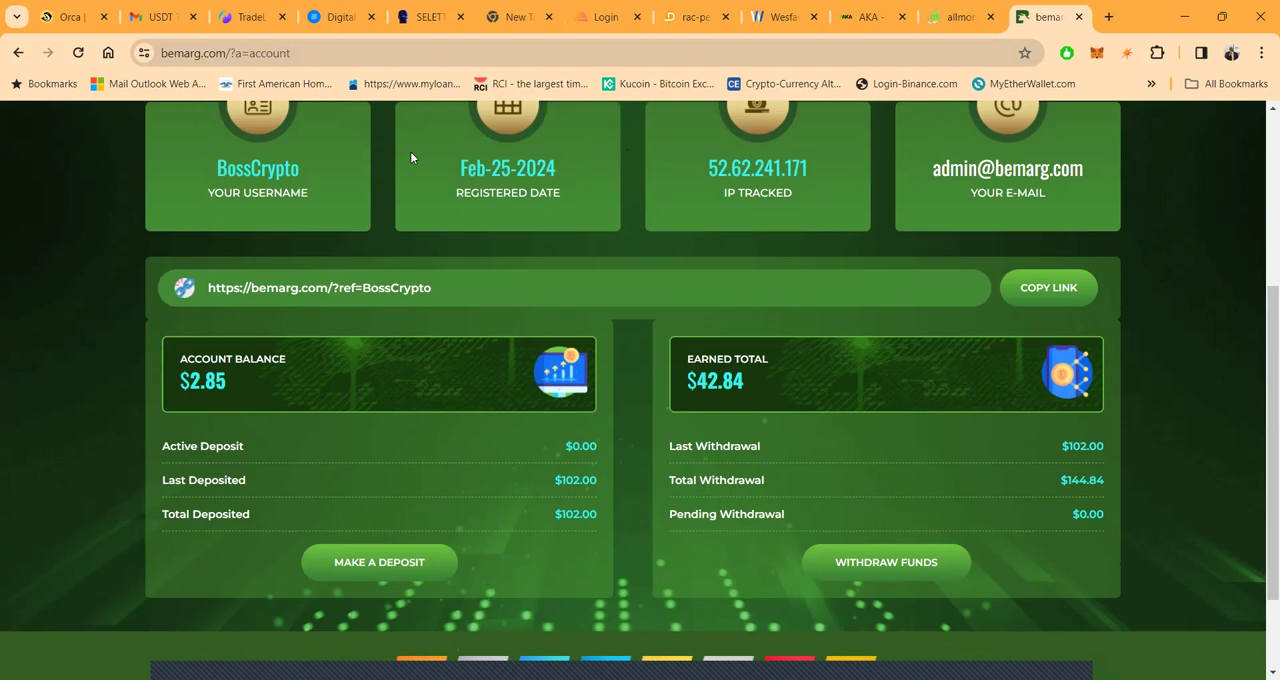 Orca |
USDT T
TradeL
Digital
SELETT
New Ta
Login
rac-pe
Wesfa
AKA -
allmor
bemar
bemarg.com/?a=account
Bookmarks
Mail Outlook Web A...
First American Hom...
https://www.myloan...
RCI
RCI - the largest tim...
Kucoin - Bitcoin Exc...
CE
Crypto-Currency Alt...
Login-Binance.com
MyEtherWallet.com
»
All Bookmarks
BossCrypto
YOUR USERNAME
Feb-25-2024
REGISTERED DATE
52.62.241.171
IP TRACKED
admin@bemarg.com
YOUR E-MAIL
https://bemarg.com/?ref=BossCrypto
COPY LINK
ACCOUNT BALANCE
$2.85
Active Deposit $0.00
Last Deposited $102.00
Total Deposited $102.00
MAKE A DEPOSIT
EARNED TOTAL
$42.84
Last Withdrawal $102.00
Total Withdrawal $144.84
Pending Withdrawal $0.00
WITHDRAW FUNDS